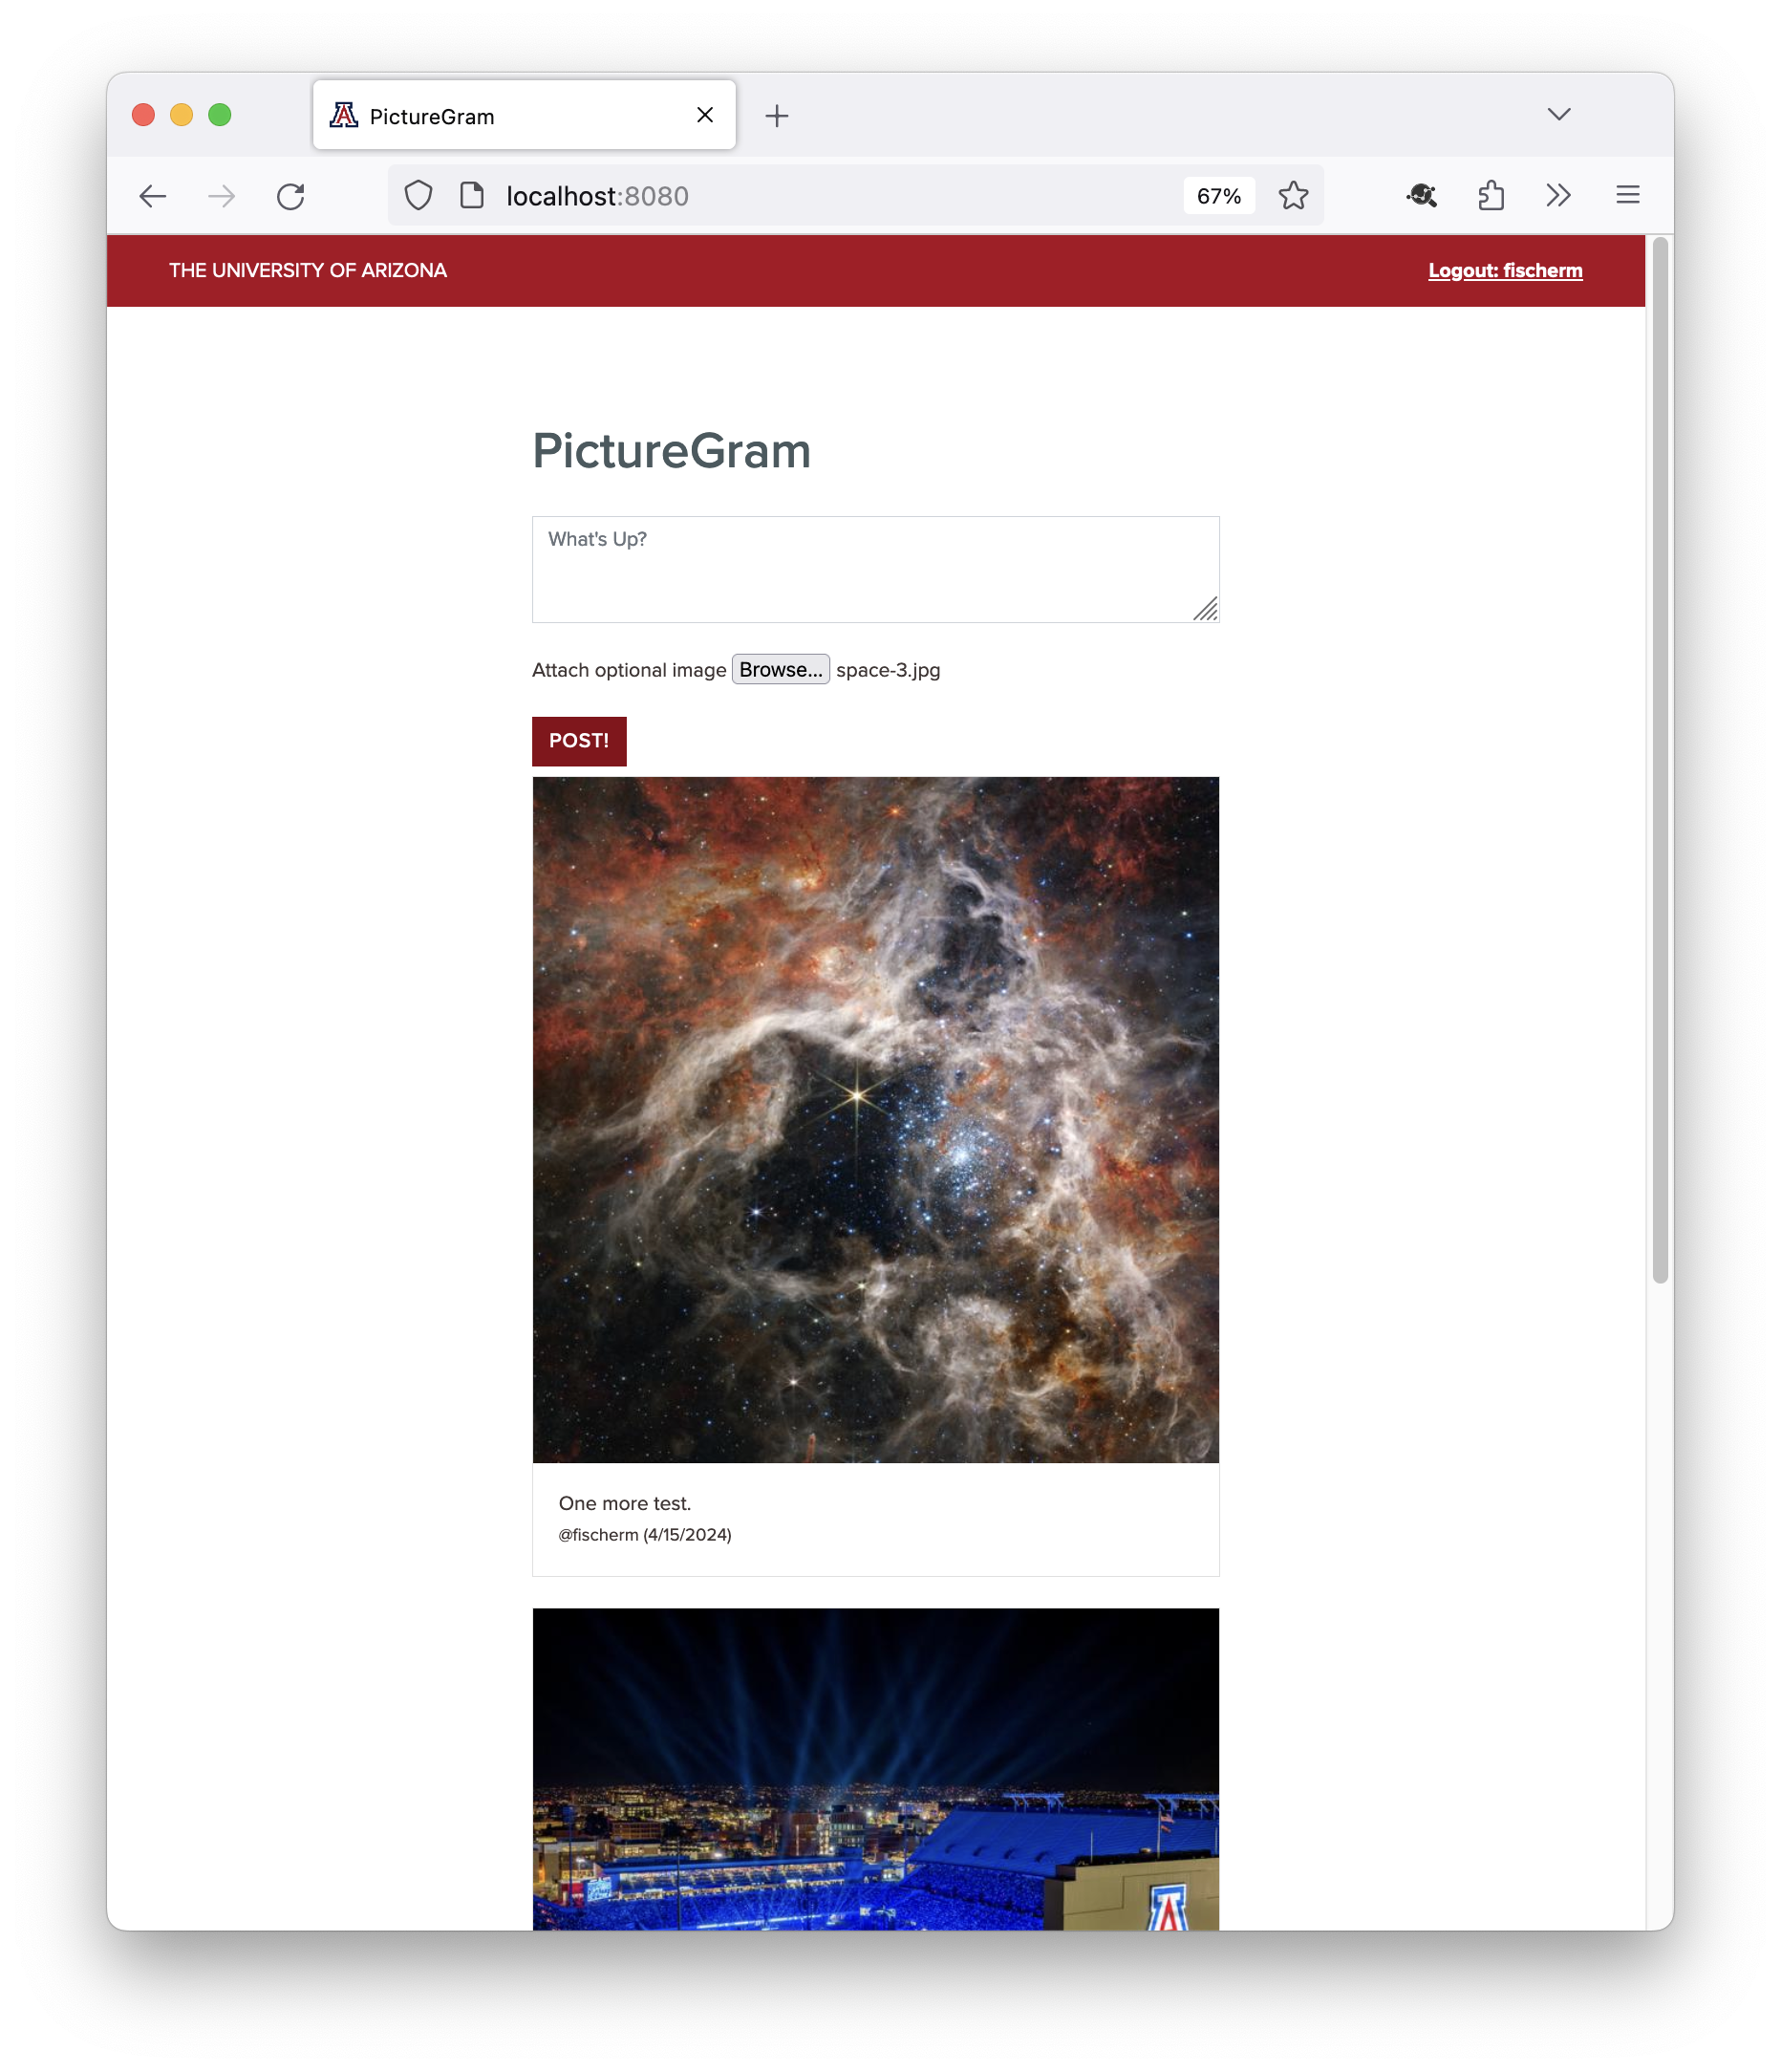 PictureGram
localhost:8080
67%
THE UNIVERSITY OF ARIZONA
Logout: fischerm
PictureGram
What's Up?
Attach optional image Browse... space-3.jpg
POST!
One more test.
@fischerm (4/15/2024)
A